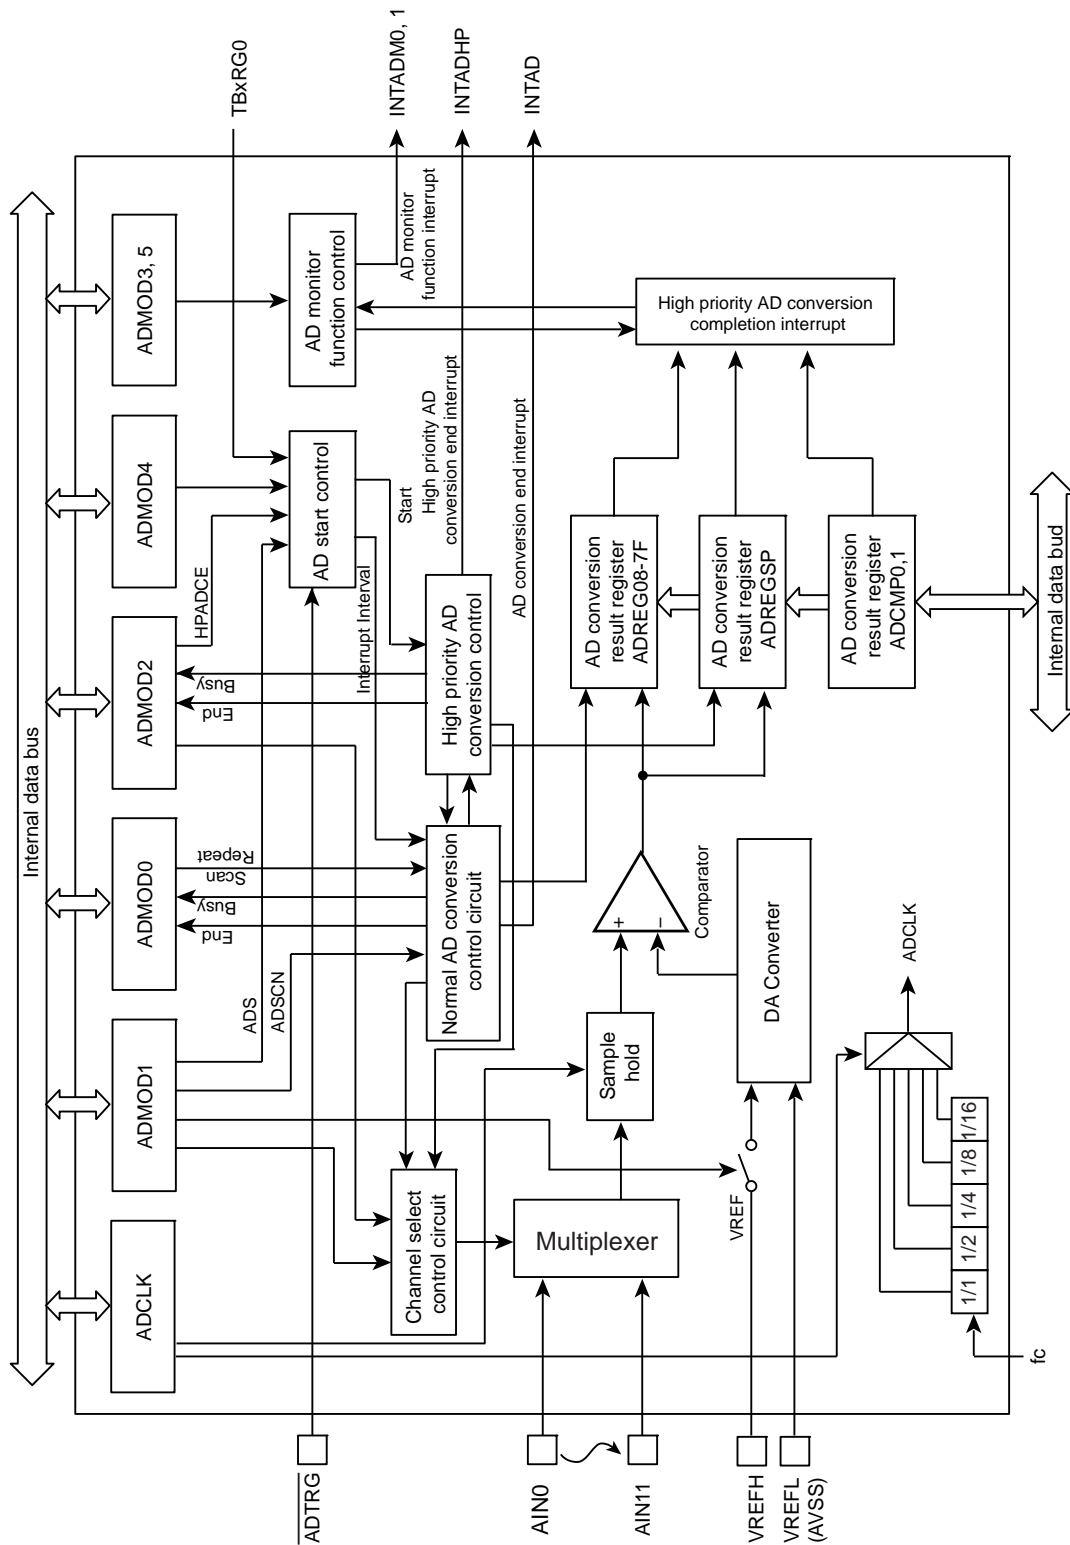 Internal data bus
ADCLK
ADMOD1
ADMOD0
ADMOD2
ADMOD4
ADMOD3, 5
TBxRG0
INTADM0, 1
INTADHP
INTAD
ADS
ADSCN
End
Busy
Scan
Repeat
End
Busy
HPADCE
ADTRG
AD start control
AD monitor
function control
AD monitor
function interrupt
Interrupt Interval
Start
High priority AD
conversion end interrupt
AD conversion end interrupt
Channel select
control circuit
Normal AD conversion
control circuit
High priority AD
conversion control
AIN0
AIN11
Multiplexer
Sample
hold
+
−
Comparator
AD conversion
result register
ADREG08-7F
AD conversion
result register
ADREGSP
AD conversion
result register
ADCMP0,1
High priority AD conversion
completion interrupt
VREFH
VREFL
(AVSS)
VREF
DA Converter
ADCLK
fc
1/1
1/2
1/4
1/8
1/16
Internal data bud